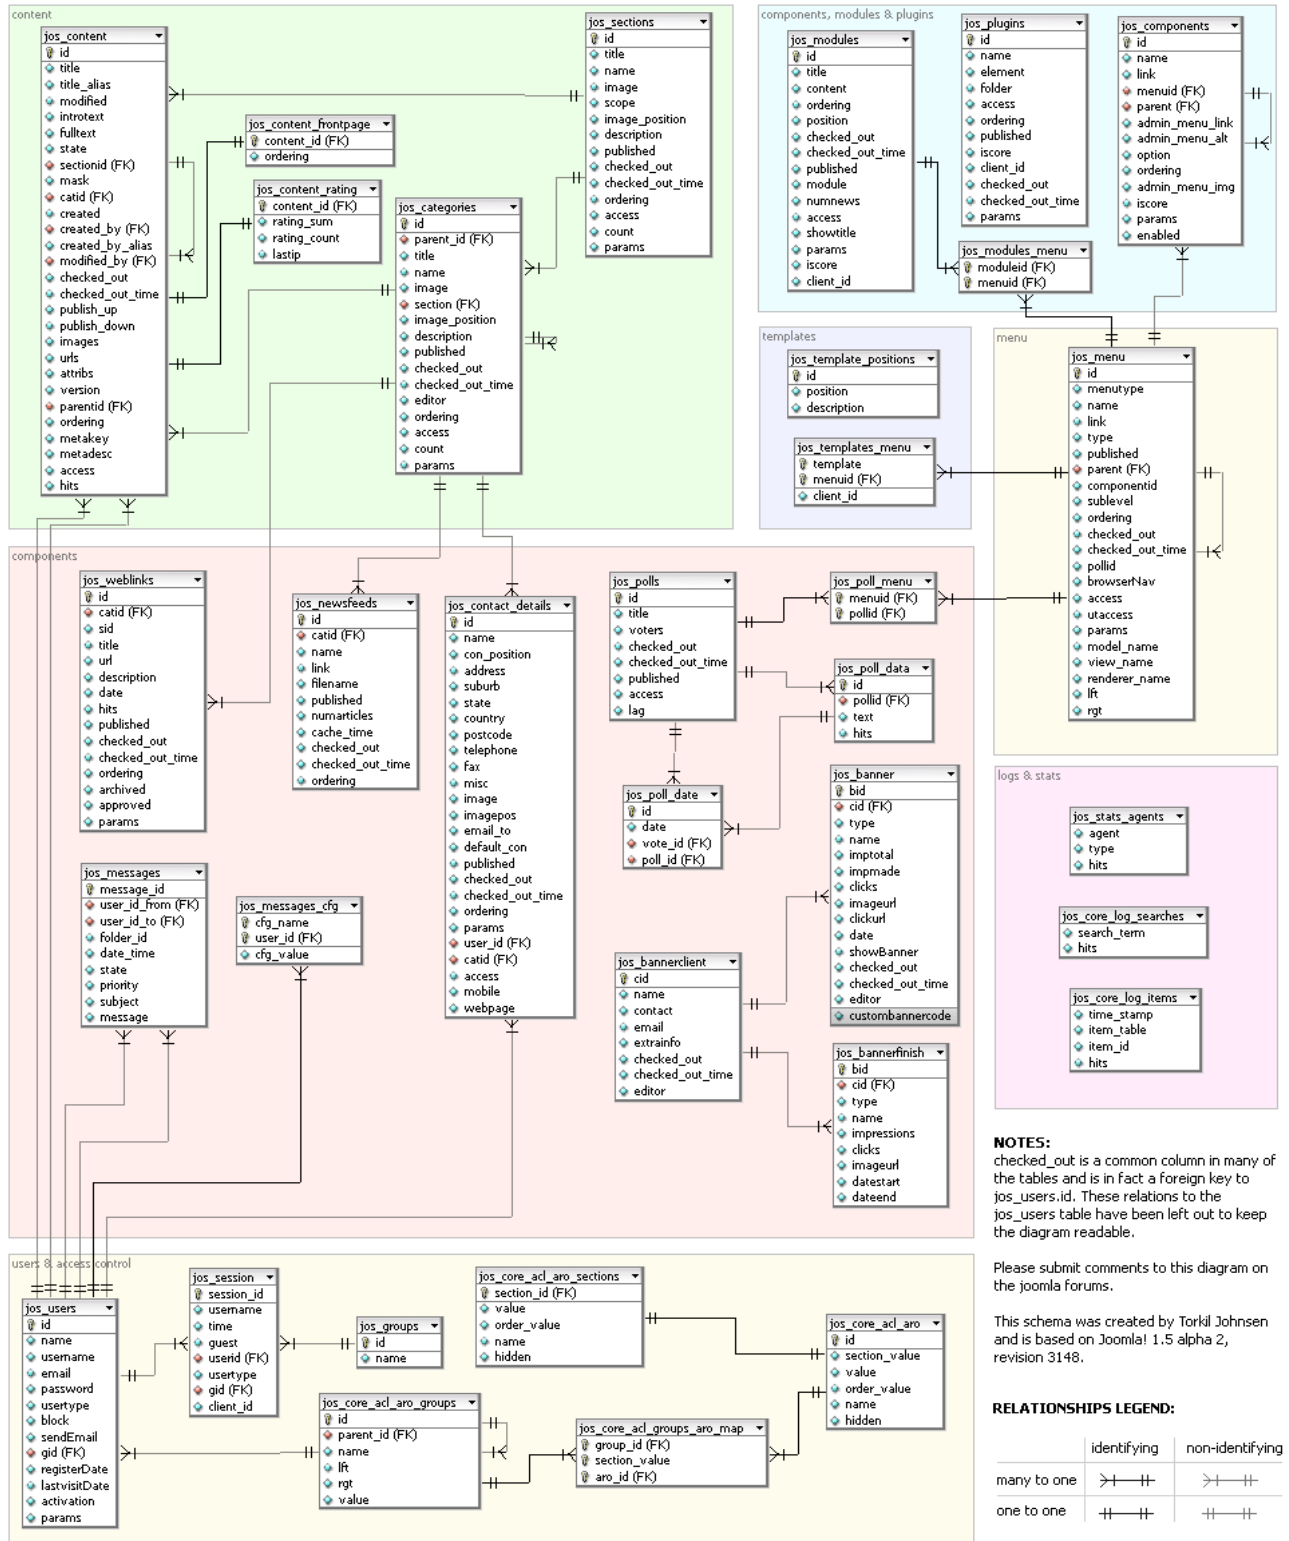 content
jos_content
id
title
title_alias
modified
introtext
fulltext
state
sectionid (FK)
mask
catid (FK)
created
created_by (FK)
created_by_alias
modified_by (FK)
checked_out
checked_out_time
publish_up
publish_down
images
urls
attribs
version
parentid (FK)
ordering
metakey
metadesc
access
hits
jos_content_frontpage
content_id (FK)
ordering
jos_content_rating
content_id (FK)
rating_sum
rating_count
lastip
jos_categories
id
parent_id (FK)
title
name
image
section (FK)
image_position
description
published
checked_out
checked_out_time
editor
ordering
access
count
params
jos_sections
id
title
name
image
scope
image_position
description
published
checked_out
checked_out_time
ordering
access
count
params
components, modules & plugins
jos_modules
id
title
content
ordering
position
checked_out
checked_out_time
published
module
numnews
access
showtitle
params
iscore
client_id
jos_plugins
id
name
element
folder
access
ordering
published
iscore
client_id
checked_out
checked_out_time
params
jos_components
id
name
link
menuid (FK)
parent (FK)
admin_menu_link
admin_menu_alt
option
ordering
admin_menu_img
iscore
params
enabled
jos_modules_menu
moduleid (FK)
menuid (FK)
templates
jos_template_positions
id
position
description
jos_templates_menu
template
menuid (FK)
client_id
menu
jos_menu
id
menutype
name
link
type
published
parent (FK)
componentid
sublevel
ordering
checked_out
checked_out_time
pollid
browserNav
access
utaccess
params
model_name
view_name
renderer_name
lft
rgt
components
jos_weblinks
id
catid (FK)
sid
title
url
description
date
hits
published
checked_out
checked_out_time
ordering
archived
approved
params
jos_newsfeeds
id
catid (FK)
name
link
filename
published
numarticles
cache_time
checked_out
checked_out_time
ordering
jos_contact_details
id
name
con_position
address
suburb
state
country
postcode
telephone
fax
misc
image
imagepos
email_to
default_con
published
checked_out
checked_out_time
ordering
params
user_id (FK)
catid (FK)
access
mobile
webpage
jos_polls
id
title
voters
checked_out
checked_out_time
published
access
lag
jos_poll_menu
menuid (FK)
pollid (FK)
jos_poll_data
id
pollid (FK)
text
hits
jos_poll_date
id
date
vote_id (FK)
poll_id (FK)
jos_banner
bid
cid (FK)
type
name
imptotal
impmade
clicks
imageurl
clickurl
date
showBanner
checked_out
checked_out_time
editor
custombannercode
jos_messages
message_id
user_id_from (FK)
user_id_to (FK)
folder_id
date_time
state
priority
subject
message
jos_messages_cfg
cfg_name
user_id (FK)
cfg_value
jos_bannerclient
cid
name
contact
email
extrainfo
checked_out
checked_out_time
editor
jos_bannerfinish
bid
cid (FK)
type
name
impressions
clicks
imageurl
datestart
dateend
logs & stats
jos_stats_agents
agent
type
hits
jos_core_log_searches
search_term
hits
jos_core_log_items
time_stamp
item_table
item_id
hits
users & access control
jos_users
id
name
username
email
password
usertype
block
sendEmail
gid (FK)
registerDate
lastvisitDate
activation
params
jos_session
session_id
username
time
guest
userid (FK)
usertype
gid (FK)
client_id
jos_groups
id
name
jos_core_acl_aro_sections
section_id (FK)
value
order_value
name
hidden
jos_core_acl_aro
id
section_value
value
order_value
name
hidden
jos_core_acl_aro_groups
id
parent_id (FK)
name
lft
rgt
value
jos_core_acl_groups_aro_map
group_id (FK)
section_value
aro_id (FK)
NOTES:
checked_out is a common column in many of
the tables and is in fact a foreign key to
jos_users.id. These relations to the
jos_users table have been left out to keep
the diagram readable.
Please submit comments to this diagram on
the joomla forums.
This schema was created by Torkil Johnsen
and is based on Joomla! 1.5 alpha 2,
revision 3148.
RELATIONSHIPS LEGEND:
identifying non-identifying
many to one
one to one